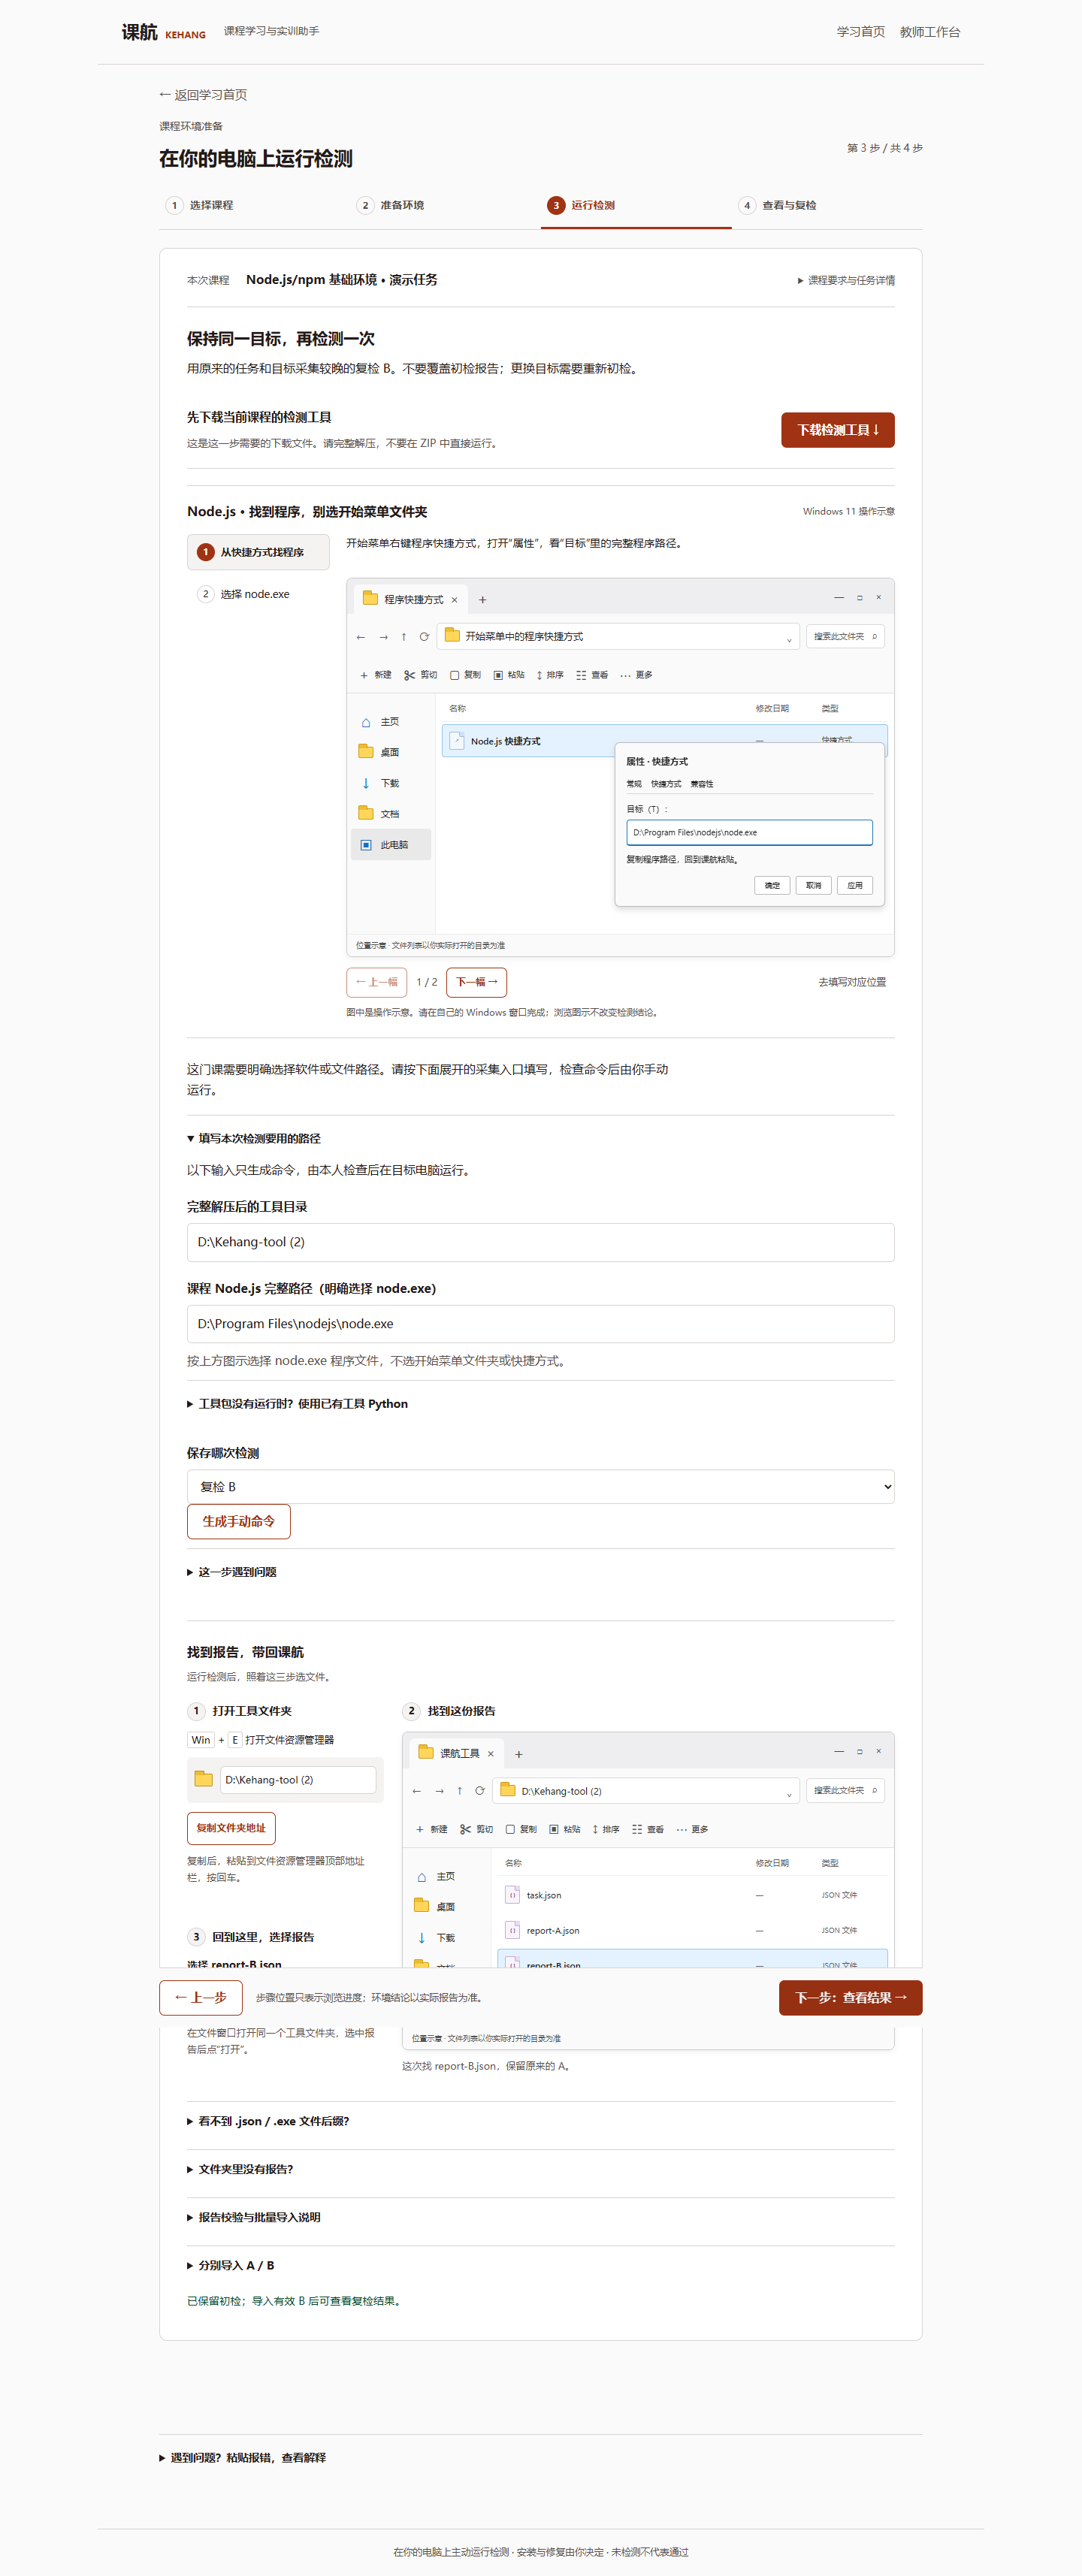 课航 KEHANG 课程学习与实训助手
学习首页 教师工作台
← 返回学习首页
课程环境准备
在你的电脑上运行检测
第 3 步 / 共 4 步
1 选择课程
2 准备环境
3 运行检测
4 查看与复检
本次课程 Node.js/npm 基础环境 • 演示任务
▶ 课程要求与任务详情
保持同一目标，再检测一次
用原来的任务和目标采集较晚的复检 B。不要覆盖初检报告；更换目标需要重新初检。
先下载当前课程的检测工具
这是这一步需要的下载文件。请完整解压，不要在 ZIP 中直接运行。
下载检测工具 ↓
Node.js • 找到程序，别选开始菜单文件夹
Windows 11 操作示意
1 从快捷方式找程序
2 选择 node.exe
开始菜单右键程序快捷方式，打开“属性”，看“目标”里的完整程序路径。
程序快捷方式 × +
— □ ×
← → ↑ 开始菜单中的程序快捷方式
搜索此文件夹
+ 新建 剪切 复制 粘贴 排序 查看 ··· 更多
主页
桌面
下载
文档
此电脑
名称 修改日期 类型
Node.js 快捷方式 — 快捷方式
属性 · 快捷方式
常规 快捷方式 兼容性
目标（T）：
D:\Program Files\nodejs\node.exe
复制程序路径，回到课航粘贴。
确定 取消 应用
位置示意 · 文件列表以你实际打开的目录为准
← 上一幅 1 / 2 下一幅 →
去填写对应位置
图中是操作示意。请在自己的 Windows 窗口完成；浏览图示不改变检测结论。
这门课需要明确选择软件或文件路径。请按下面展开的采集入口填写，检查命令后由你手动
运行。
▼ 填写本次检测要用的路径
以下输入只生成命令，由本人检查后在目标电脑运行。
完整解压后的工具目录
D:\Kehang-tool (2)
课程 Node.js 完整路径（明确选择 node.exe）
D:\Program Files\nodejs\node.exe
按上方图示选择 node.exe 程序文件，不选开始菜单文件夹或快捷方式。
▶ 工具包没有运行时？使用已有工具 Python
保存哪次检测
复检 B
生成手动命令
▶ 这一步遇到问题
找到报告，带回课航
运行检测后，照着这三步选文件。
1 打开工具文件夹
Win + E 打开文件资源管理器
D:\Kehang-tool (2)
复制文件夹地址
复制后，粘贴到文件资源管理器顶部地址
栏，按回车。
2 找到这份报告
课航工具 × +
— □ ×
← → ↑ D:\Kehang-tool (2)
搜索此文件夹
+ 新建 剪切 复制 粘贴 排序 查看 ··· 更多
主页
桌面
下载
文档
名称 修改日期 类型
task.json — JSON 文件
report-A.json — JSON 文件
report-B.json — JSON 文件
3 回到这里，选择报告
选择 report-B.json
← 上一步 步骤位置只表示浏览进度；环境结论以实际报告为准。
下一步：查看结果 →
在文件窗口打开同一个工具文件夹，选中报
告后点“打开”。
位置示意 · 文件列表以你实际打开的目录为准
这次找 report-B.json，保留原来的 A。
▶ 看不到 .json / .exe 文件后缀？
▶ 文件夹里没有报告？
▶ 报告校验与批量导入说明
▶ 分别导入 A / B
已保留初检；导入有效 B 后可查看复检结果。
▶ 遇到问题？粘贴报错，查看解释
在你的电脑上主动运行检测 · 安装与修复由你决定 · 未检测不代表通过